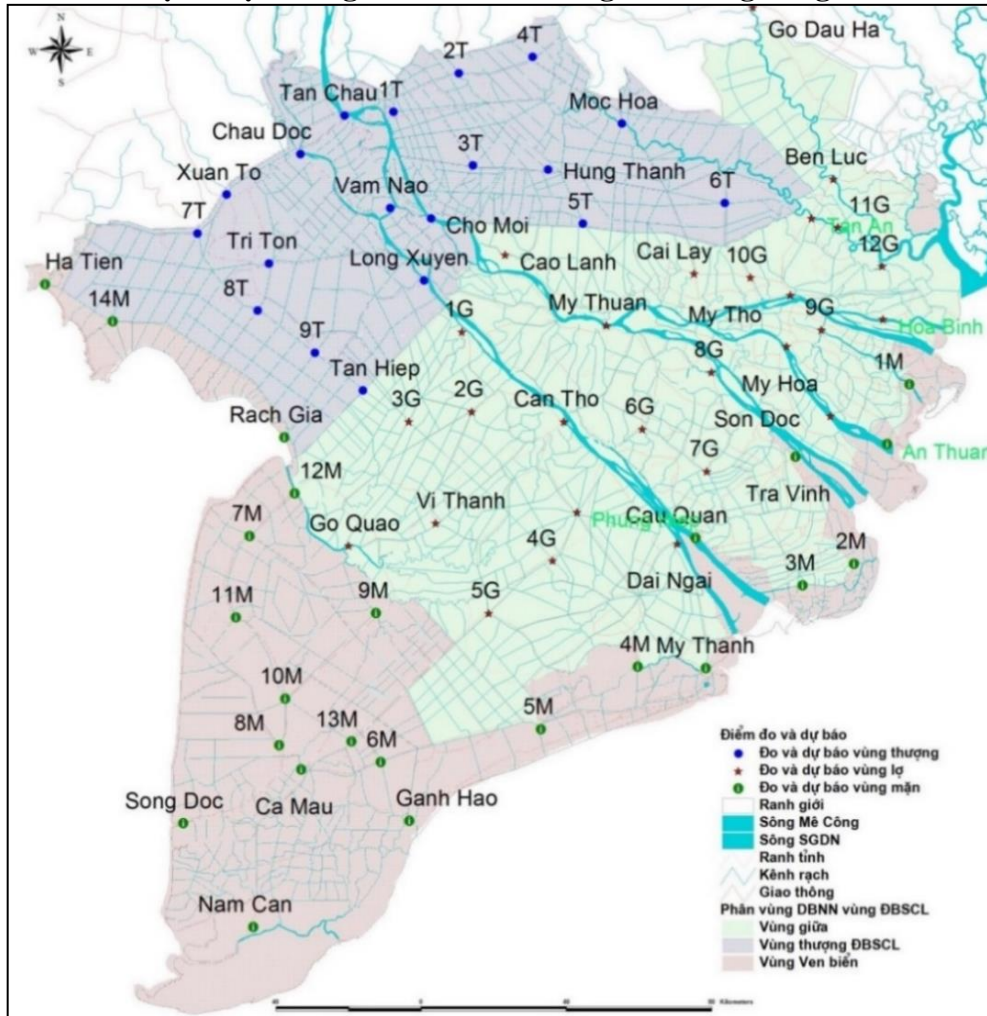 Go Dau Ha
N
W E
S
4T
2T
Tan Chau
1T
Moc Hoa
Chau Doc
3T
Ben Luc
Xuan To
Vam Nao
Hung Thanh
6T
11G
7T
5T
Tan An
Cho Moi
Tri Ton
12G
Ha Tien
Long Xuyen
Cao Lanh
Cai Lay
10G
8T
14M
1G
My Thuan
My Tho
9G
Hoa Binh
9T
8G
1M
Tan Hiep
2G
My Hoa
3G
Can Tho
6G
Rach Gia
Son Doc
7G
An Thuan
12M
Tra Vinh
7M
Vi Thanh
Go Quao
Cau Quan
4G
2M
3M
Dai Ngai
11M
9M
5G
4M My Thanh
10M
5M
8M
13M
6M
Ca Mau
Song Doc
Ganh Hao
Nam Can
Điểm đo và dự báo
Đo và dự báo vùng thượng
Đo và dự báo vùng lợ
Đo và dự báo vùng mặn
Ranh giới
Sông Mê Công
Sông SGDN
Ranh tỉnh
Kênh rạch
Giao thông
Phân vùng DBNN vùng ĐBSCL
Vùng giữa
Vùng thượng ĐBSCL
Vùng Ven biển
0
Kilometers